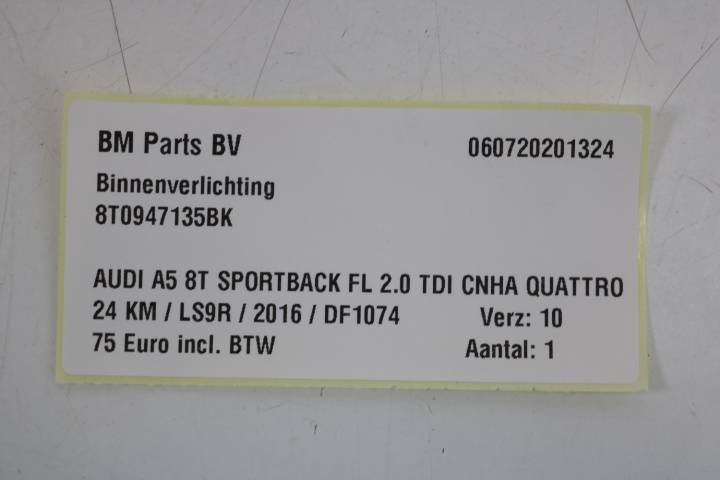 BM Parts BV 060720201324
Binnenverlichting
8T0947135BK
AUDI A5 8T SPORTBACK FL 2.0 TDI CNHA QUATTRO
24 KM / LS9R / 2016 / DF1074 Verz: 10
75 Euro incl. BTW Aantal: 1